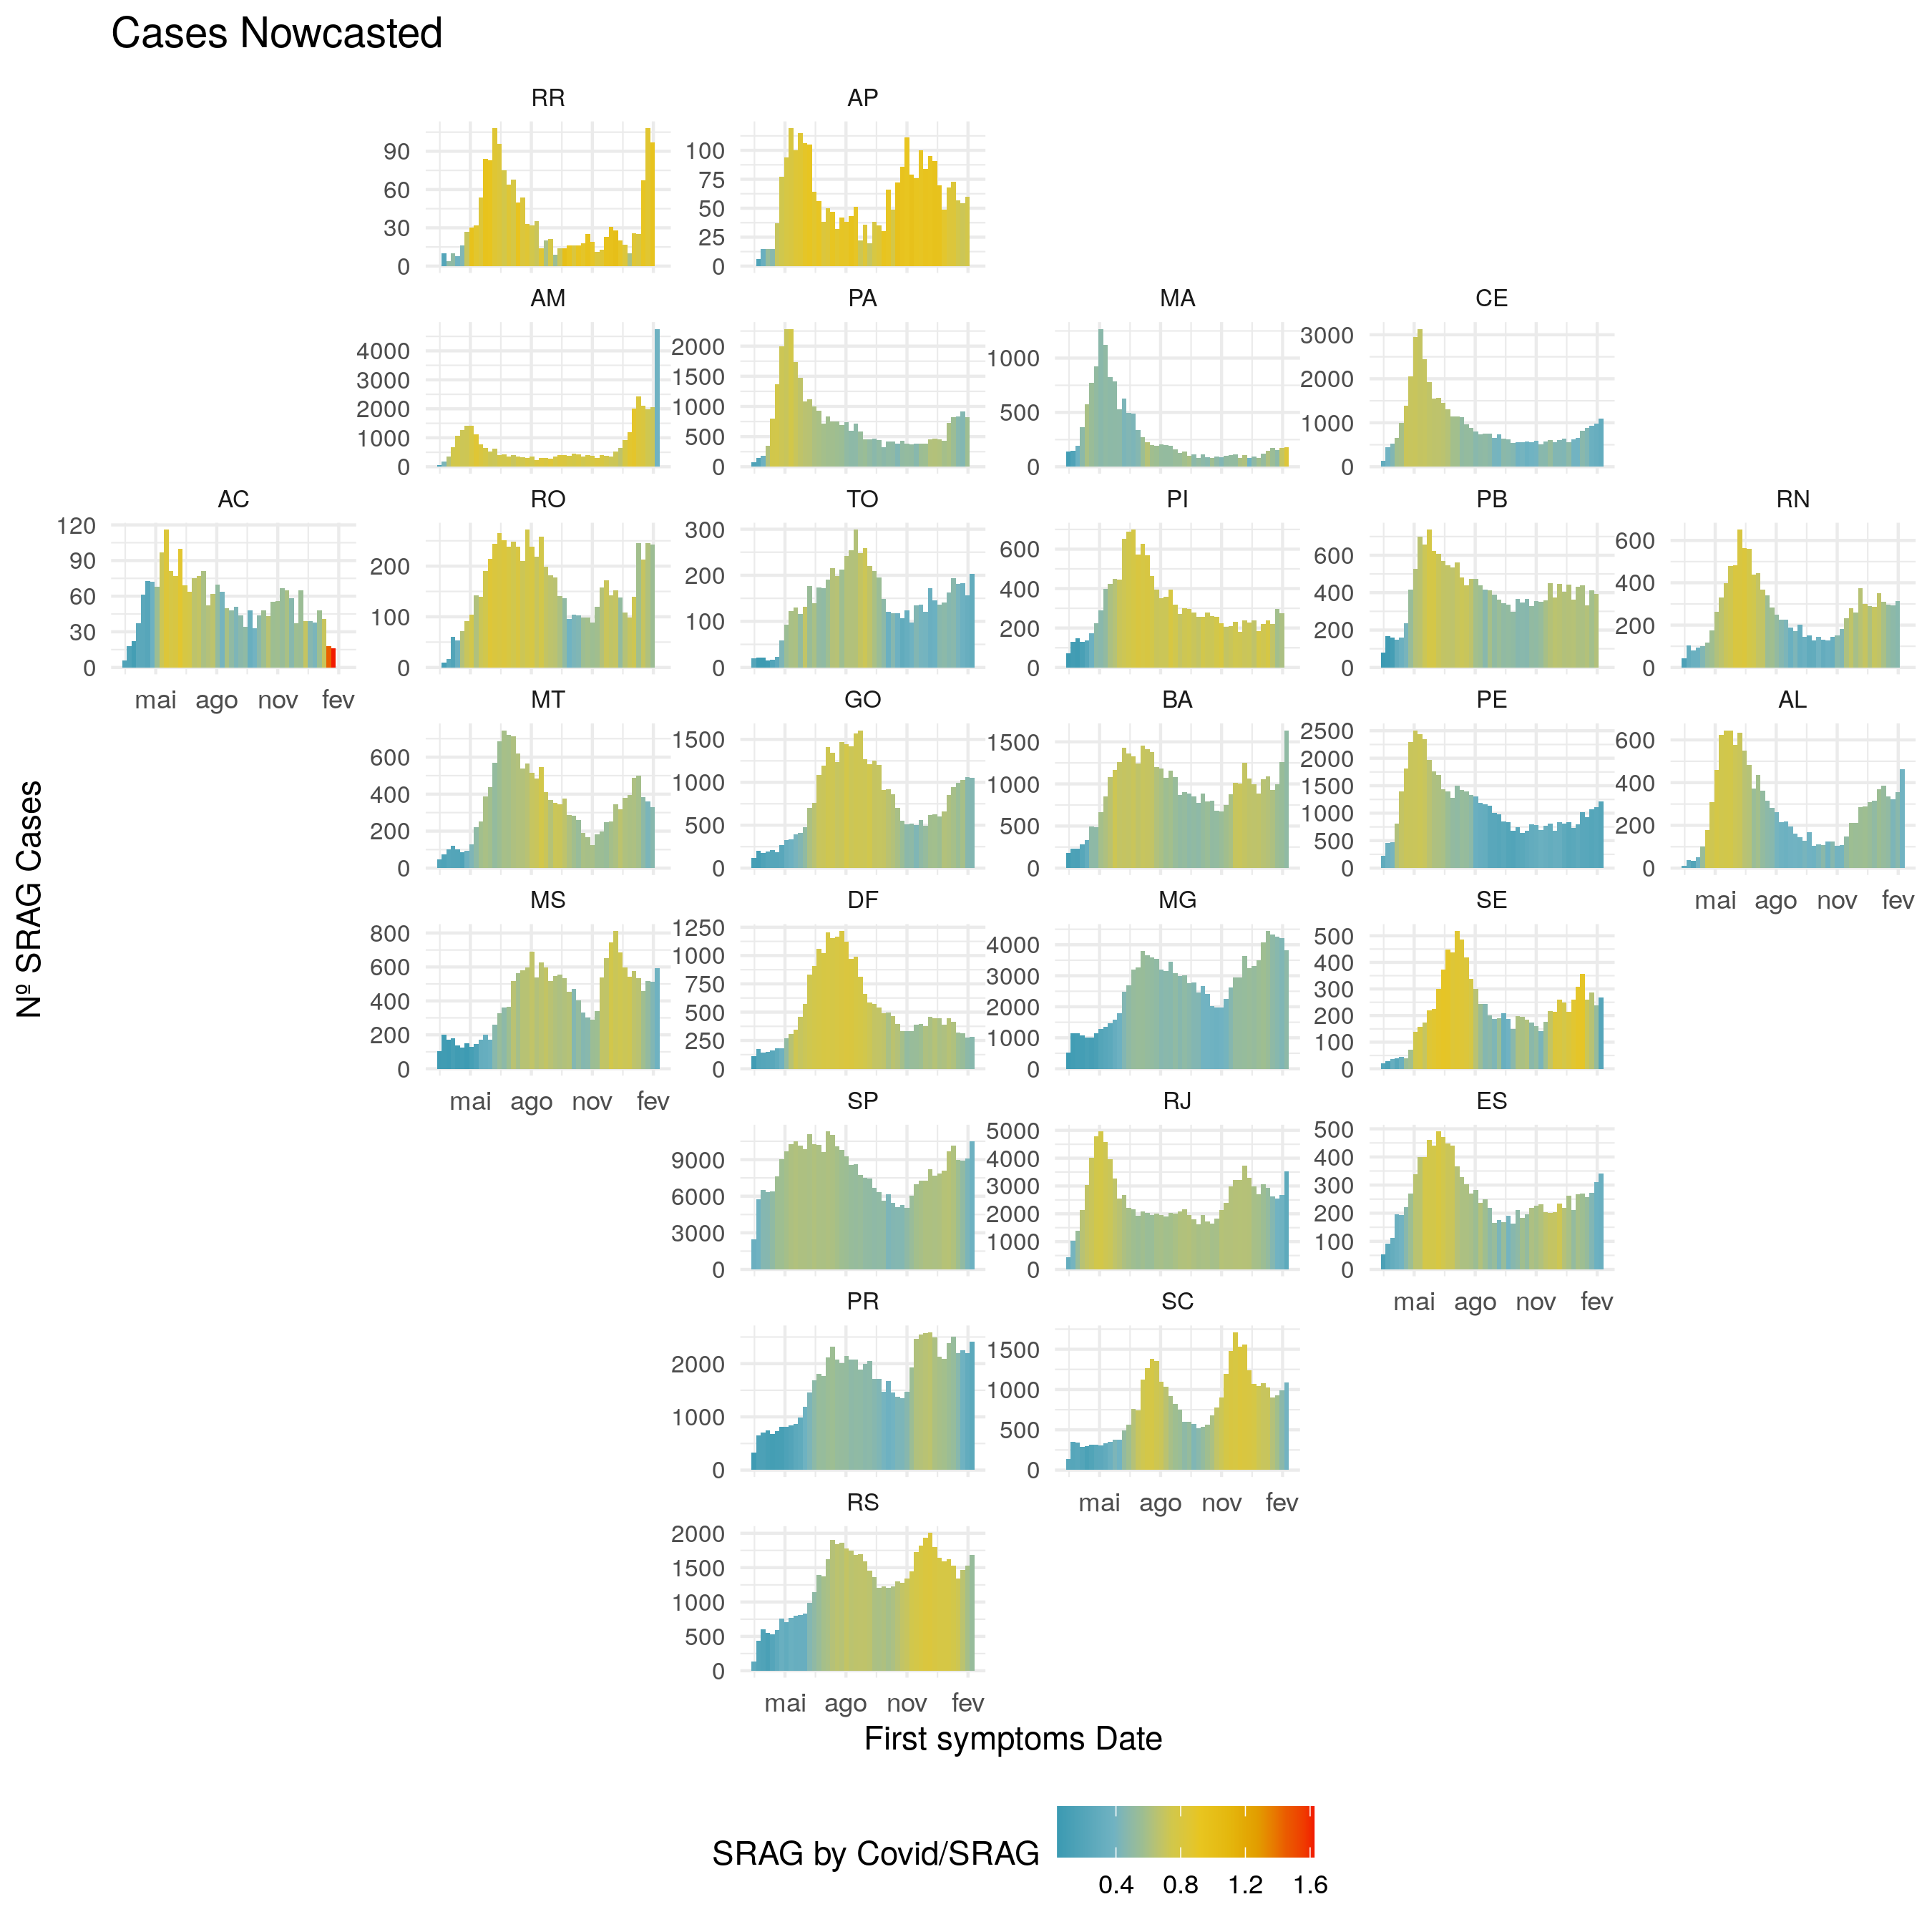 Cases Nowcasted
RR AP
90 60 30 0
100 75 50 25 0
AM PA MA CE
4000 3000 2000 1000 0
2000 1500 1000 500 0
1000 500 0
3000 2000 1000 0
AC RO TO PI PB RN
120 90 60 30 0
200 100 0
300 200 100 0
600 400 200 0
600 400 200 0
600 400 200 0
mai ago nov fev
MT GO BA PE AL
600 400 200 0
1500 1000 500 0
1500 1000 500 0
2500 2000 1500 1000 500 0
600 400 200 0
mai ago nov fev
MS DF MG SE
800 600 400 200 0
1250 1000 750 500 250 0
4000 3000 2000 1000 0
500 400 300 200 100 0
mai ago nov fev
SP RJ ES
9000 6000 3000 0
5000 4000 3000 2000 1000 0
500 400 300 200 100 0
mai ago nov fev
PR SC
2000 1000 0
1500 1000 500 0
mai ago nov fev
RS
2000 1500 1000 500 0
mai ago nov fev
Nº SRAG Cases
First symptoms Date
SRAG by Covid/SRAG
0.4 0.8 1.2 1.6